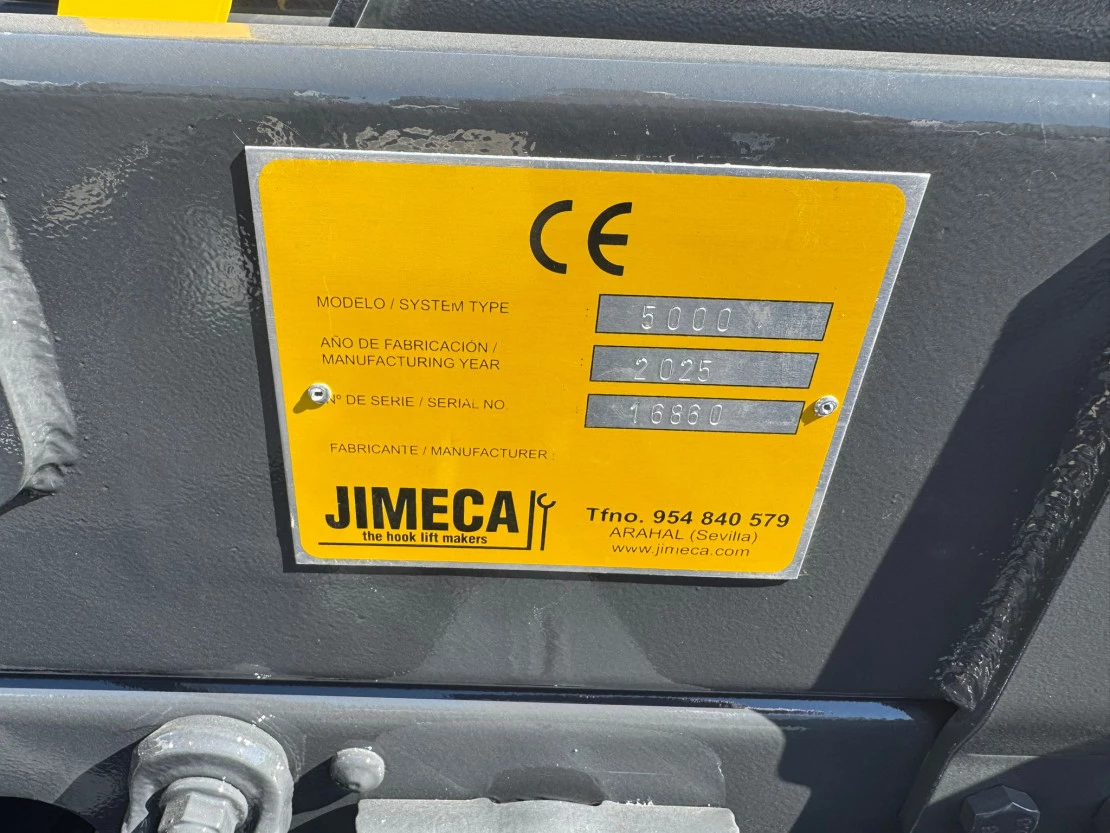 CE
MODELO / SYSTEM TYPE 5000
AÑO DE FABRICACIÓN /
MANUFACTURING YEAR 2025
Nº DE SERIE / SERIAL NO. 16860
FABRICANTE / MANUFACTURER :
JIMECA
the hook lift makers
Tfno. 954 840 579
ARAHAL (Sevilla)
www.jimeca.com